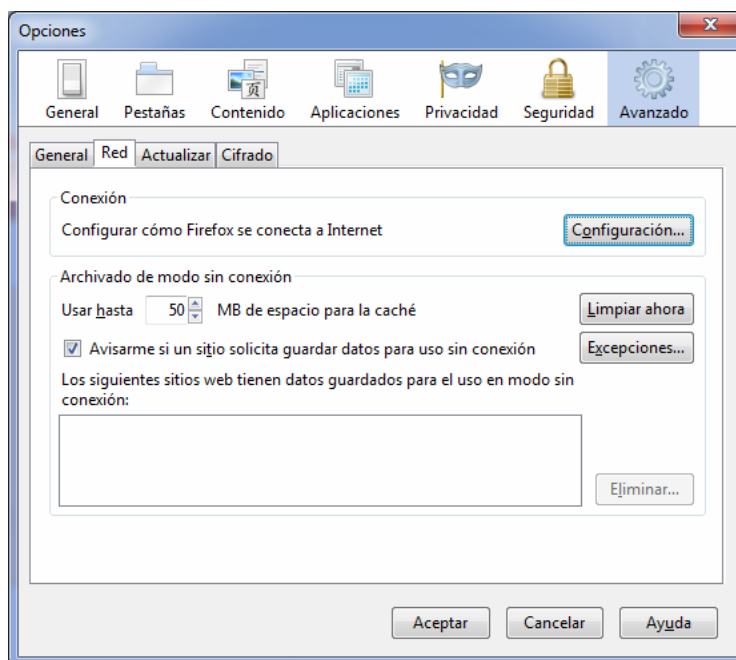 Opciones
General Pestañas Contenido Aplicaciones Privacidad Seguridad Avanzado
General Red Actualizar Cifrado
Conexión
Configurar cómo Firefox se conecta a Internet Configuración...
Archivado de modo sin conexión
Usar hasta 50 MB de espacio para la caché Limpiar ahora
Avisarme si un sitio solicita guardar datos para uso sin conexión Excepciones...
Los siguientes sitios web tienen datos guardados para el uso en modo sin
conexión:
Eliminar...
Aceptar Cancelar Ayuda